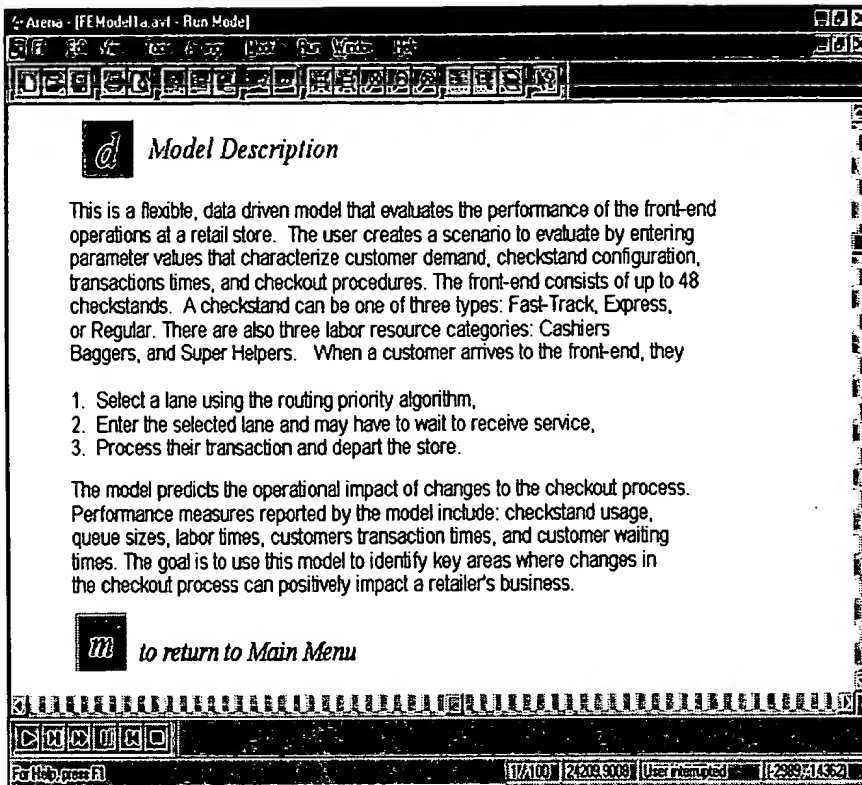 Arena - [FEModel1a.avf - Run Mode]
Tools Run Window
d Model Description
This is a flexible, data driven model that evaluates the performance of the front-end
operations at a retail store. The user creates a scenario to evaluate by entering
parameter values that characterize customer demand, checkstand configuration,
transactions times, and checkout procedures. The front-end consists of up to 48
checkstands. A checkstand can be one of three types: Fast-Track, Express,
or Regular. There are also three labor resource categories: Cashiers
Baggers, and Super Helpers. When a customer arrives to the front-end, they
1. Select a lane using the routing priority algorithm,
2. Enter the selected lane and may have to wait to receive service,
3. Process their transaction and depart the store.
The model predicts the operational impact of changes to the checkout process.
Performance measures reported by the model include: checkstand usage,
queue sizes, labor times, customers transaction times, and customer waiting
times. The goal is to use this model to identify key areas where changes in
the checkout process can positively impact a retailer's business.
m to return to Main Menu
For Help, press F1 17/100 24209.9008 User interrupted